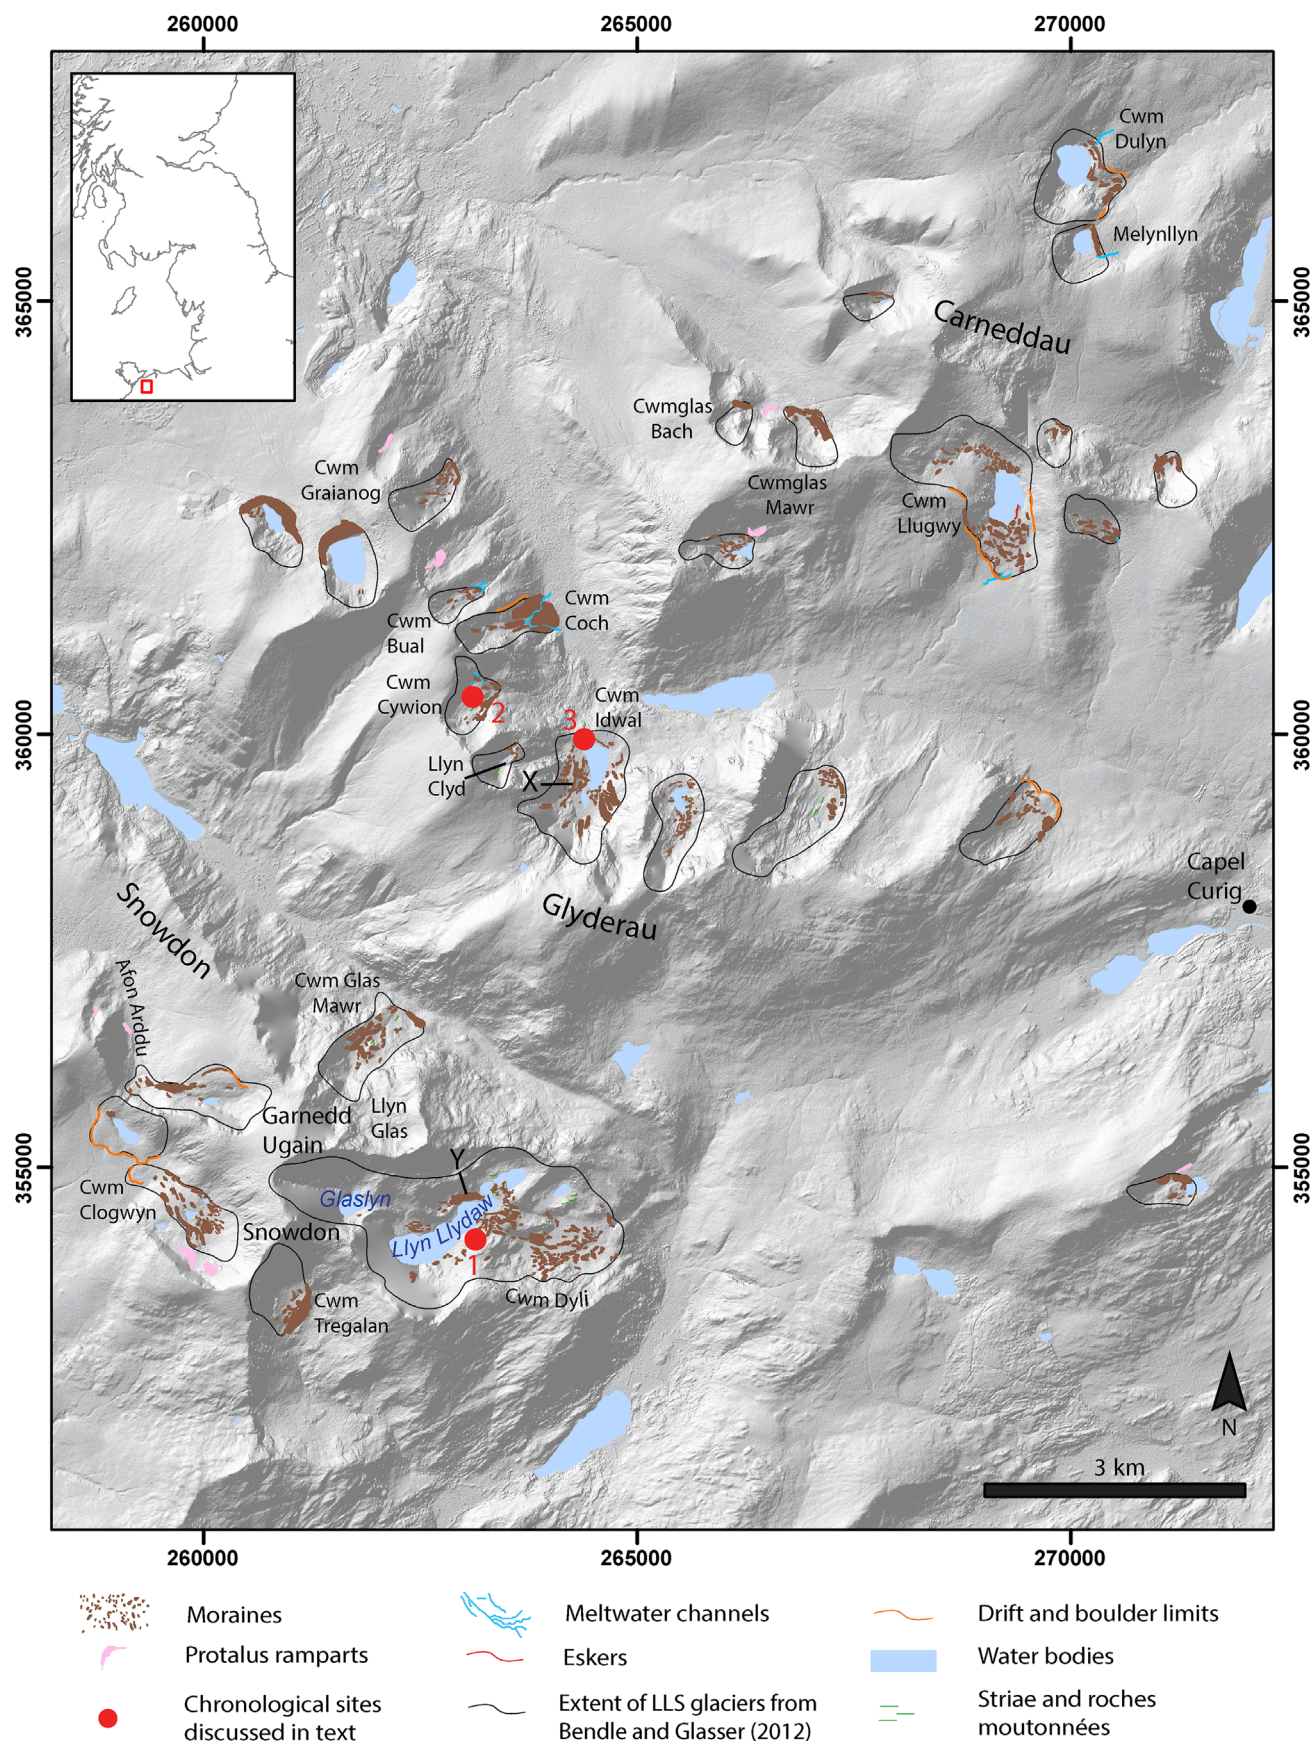 260000
265000
270000
365000
360000
355000
365000
360000
355000
Cwm
Dulyn
Melynllyn
Carneddau
Cwmglas
Bach
Cwmglas
Mawr
Cwm
Llugwy
Cwm
Graianog
Cwm
Bual
Cwm
Coch
Cwm
Cywion
2
3
Cwm
Idwal
Llyn
Clyd
X
Capel
Curig
Glyderau
Snowdon
Afon Arddu
Cwm Glas
Mawr
Llyn
Glas
Garnedd
Ugain
Y
Cwm
Clogwyn
Glaslyn
Snowdon
Llyn Llydaw
1
Cwm Dyli
Cwm
Tregalan
N
3 km
260000
265000
270000
Moraines
Meltwater channels
Drift and boulder limits
Protalus ramparts
Eskers
Water bodies
Chronological sites
discussed in text
Extent of LLS glaciers from
Bendle and Glasser (2012)
Striae and roches
moutonnées